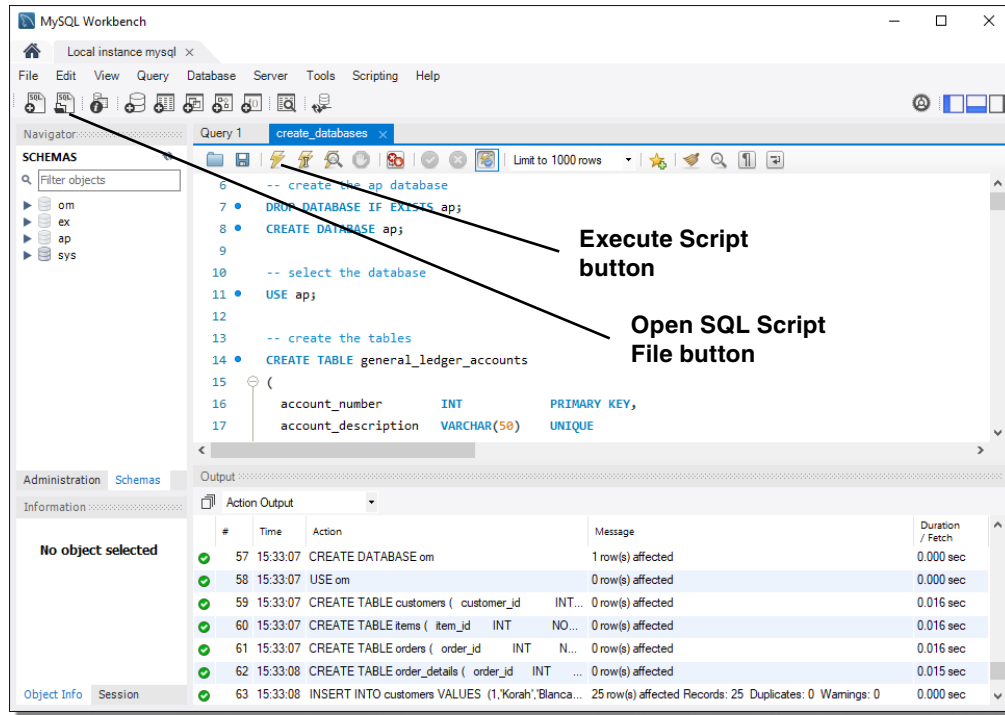 MySQL Workbench
Local instance mysql
File Edit View Query Database Server Tools Scripting Help
Navigator
SCHEMAS
Filter objects
om
ex
ap
sys
Administration Schemas
Information
No object selected
Object Info Session
Query 1 create_databases
Limit to 1000 rows
6 -- create the ap database
7 DROP DATABASE IF EXISTS ap;
8 CREATE DATABASE ap;
9
10 -- select the database
11 USE ap;
12
13 -- create the tables
14 CREATE TABLE general_ledger_accounts
15 (
16 account_number INT PRIMARY KEY,
17 account_description VARCHAR(50) UNIQUE
Execute Script
button
Open SQL Script
File button
Output
Action Output
# Time Action Message Duration / Fetch
57 15:33:07 CREATE DATABASE om 1 row(s) affected 0.000 sec
58 15:33:07 USE om 0 row(s) affected 0.000 sec
59 15:33:07 CREATE TABLE customers ( customer_id INT... 0 row(s) affected 0.016 sec
60 15:33:07 CREATE TABLE items ( item_id INT NO... 0 row(s) affected 0.016 sec
61 15:33:07 CREATE TABLE orders ( order_id INT N... 0 row(s) affected 0.016 sec
62 15:33:08 CREATE TABLE order_details ( order_id INT ... 0 row(s) affected 0.015 sec
63 15:33:08 INSERT INTO customers VALUES (1,'Korah','Blanca... 25 row(s) affected Records: 25 Duplicates: 0 Warnings: 0 0.000 sec